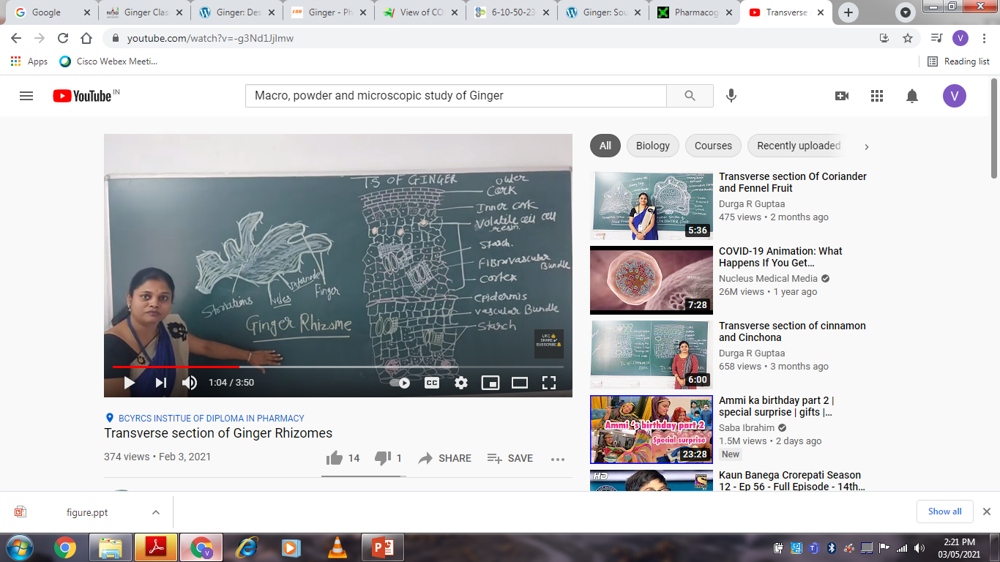 Google
Ginger Clas
Ginger: Des
Ginger - Ph
View of CO
6-10-50-23
Ginger: Sou
Pharmacog
Transverse
youtube.com/watch?v=-g3Nd1JjImw
V
Apps
Cisco Webex Meeti...
Reading list
YouTube IN
Macro, powder and microscopic study of Ginger
V
T.S OF GINGER
outer
Cork
Inner cork
Volatile oil cell
resin.
Starch.
Fibrovascular
Bundle
Cortex
epidermis
vascular Bundle
Starch
Internode
Finger
Nodes
Ginger Rhizome
LIKE
SHARE
SUBSCRIBE
1:04 / 3:50
CC
BCYRCS INSTITUE OF DIPLOMA IN PHARMACY
Transverse section of Ginger Rhizomes
374 views • Feb 3, 2021
14
1
SHARE
SAVE
All
Biology
Courses
Recently uploaded
Transverse section Of Coriander
and Fennel Fruit
Durga R Guptaa
475 views • 2 months ago
5:36
COVID-19 Animation: What
Happens If You Get...
Nucleus Medical Media
26M views • 1 year ago
7:28
Transverse section of cinnamon
and Cinchona
Durga R Guptaa
658 views • 3 months ago
6:00
Ammi ka birthday part 2 |
special surprise | gifts |...
Saba Ibrahim
1.5M views • 2 days ago
New
Ammi's birthday part 2
Special surprise
23:28
Kaun Banega Crorepati Season
12 - Ep 56 - Full Episode - 14th...
HD
figure.ppt
Show all
2:21 PM
03/05/2021